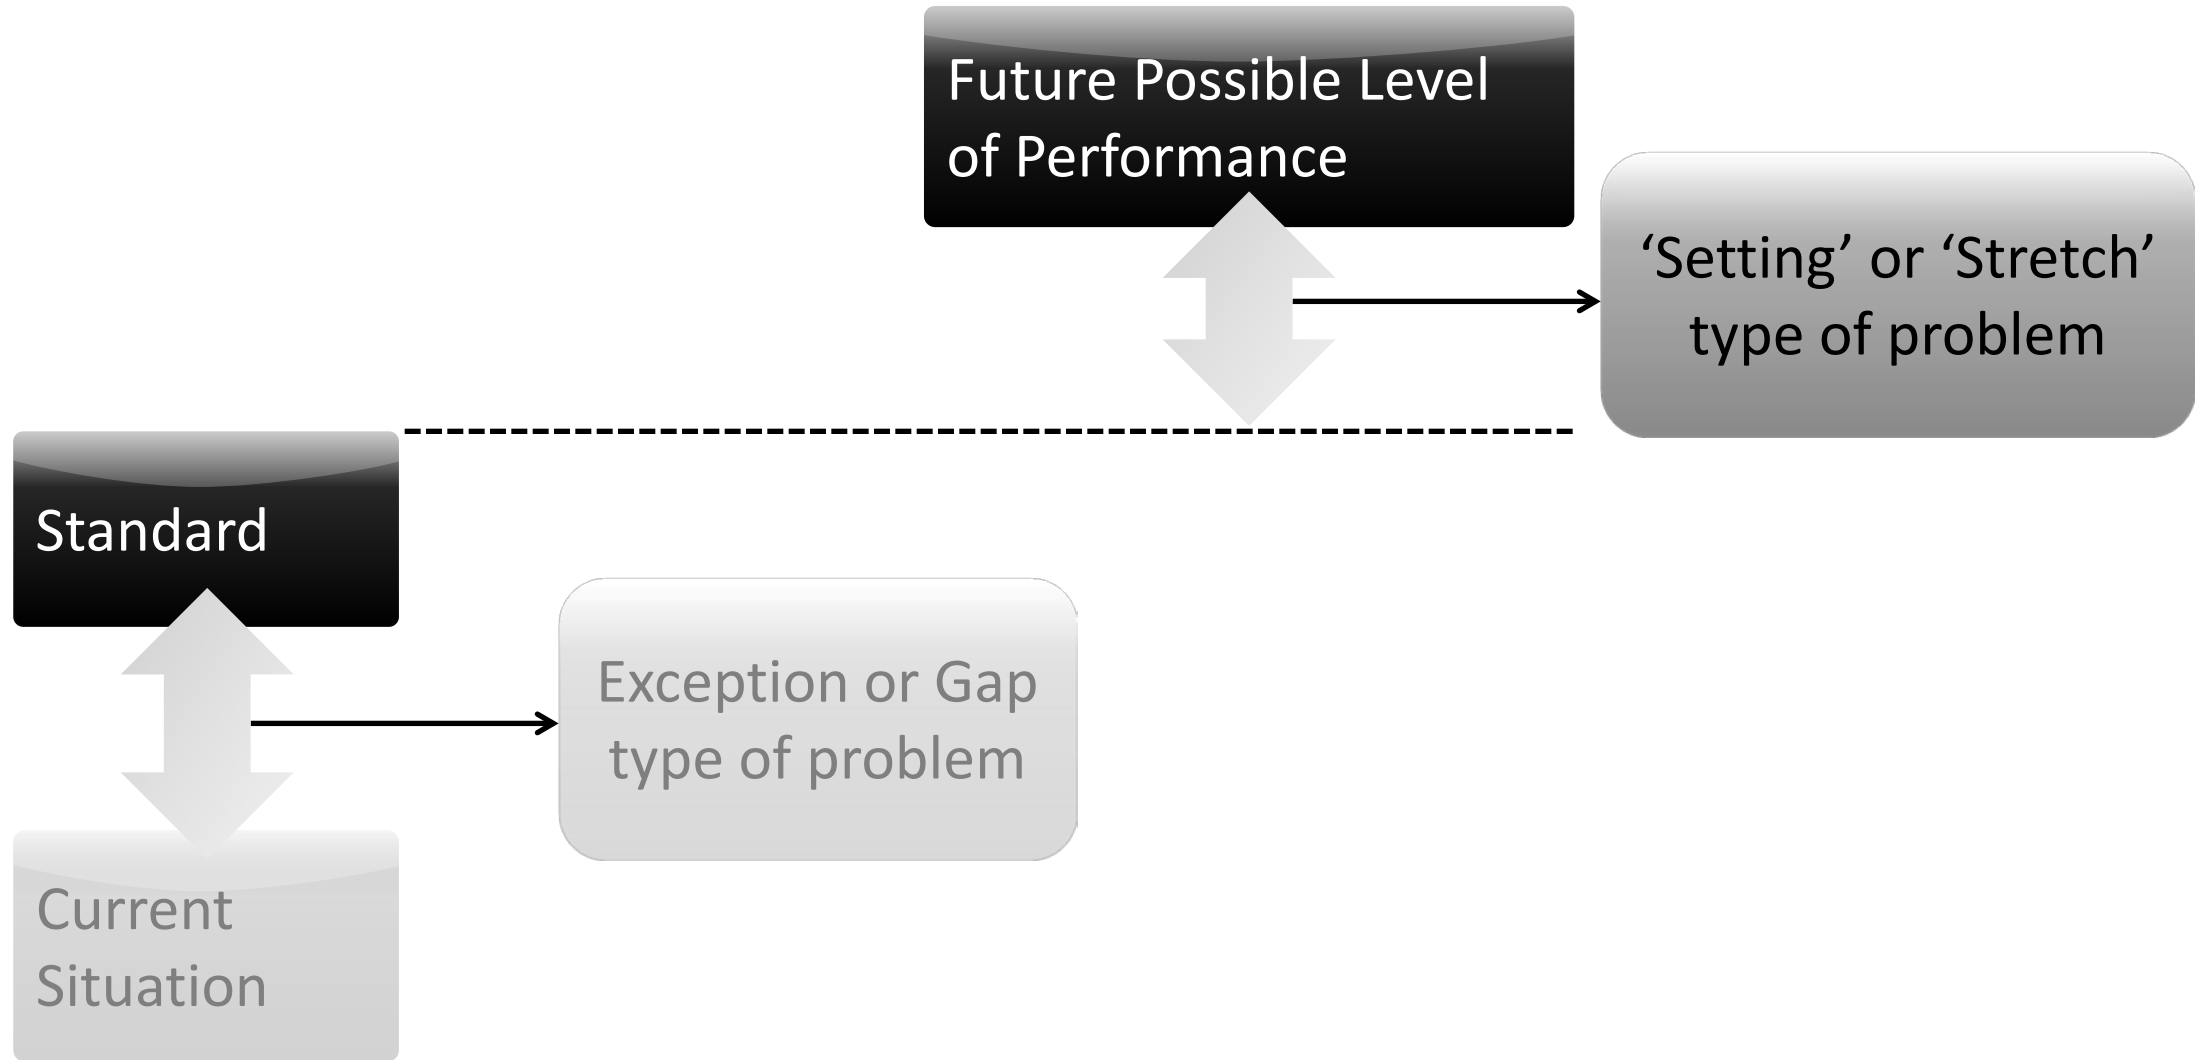 Future Possible Level
of Performance
‘Setting’ or ‘Stretch’
type of problem
Standard
Exception or Gap
type of problem
Current
Situation